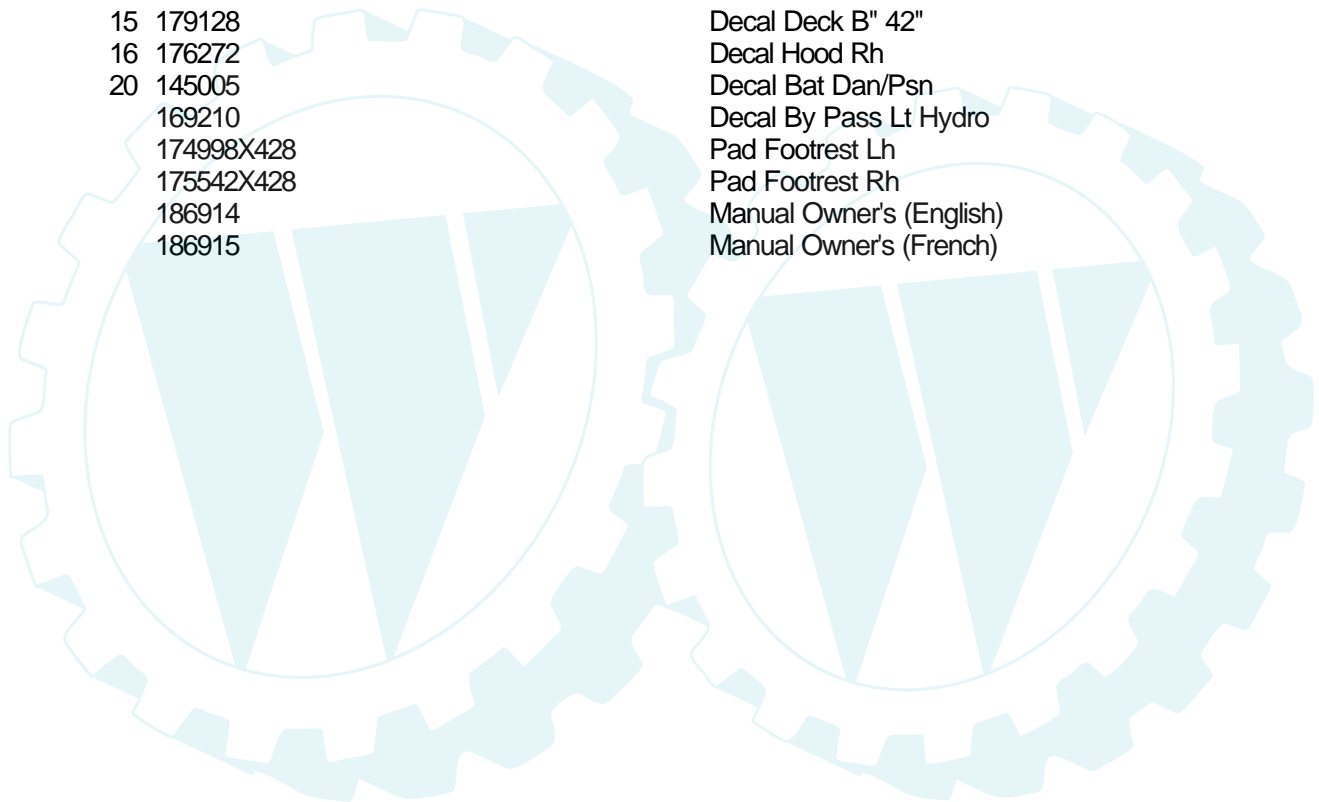 15 179128 Decal Deck B" 42"
16 176272 Decal Hood Rh
20 145005 Decal Bat Dan/Psn
169210 Decal By Pass Lt Hydro
174998X428 Pad Footrest Lh
175542X428 Pad Footrest Rh
186914 Manual Owner's (English)
186915 Manual Owner's (French)